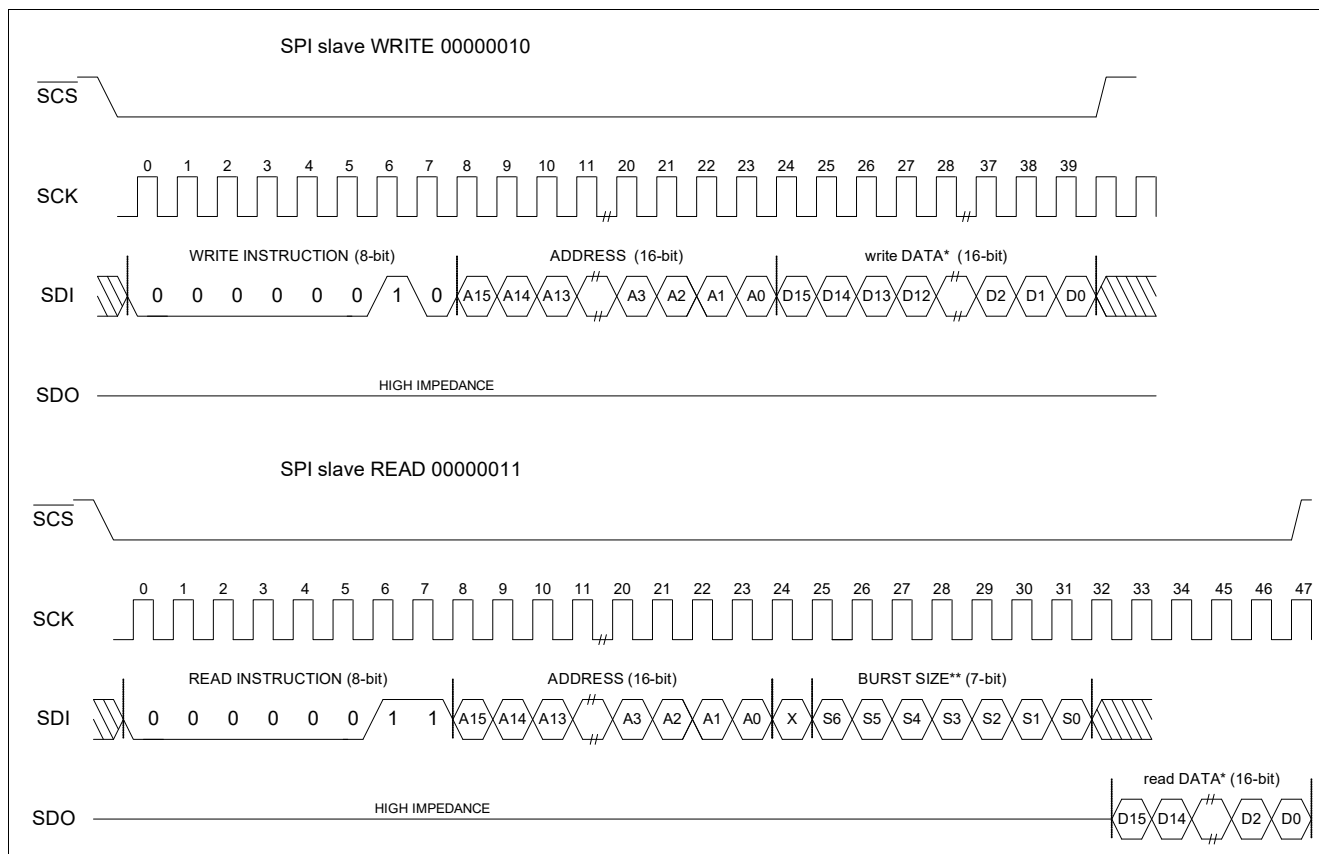 SPI slave WRITE 00000010
SCS
0 1 2 3 4 5 6 7 8 9 10 11 20 21 22 23 24 25 26 27 28 37 38 39
SCK
WRITE INSTRUCTION (8-bit) ADDRESS (16-bit) write DATA* (16-bit)
SDI 0 0 0 0 0 0 1 0 A15 A14 A13 A3 A2 A1 A0 D15 D14 D13 D12 D2 D1 D0
HIGH IMPEDANCE
SDO
SPI slave READ 00000011
SCS
0 1 2 3 4 5 6 7 8 9 10 11 20 21 22 23 24 25 26 27 28 29 30 31 32 33 34 45 46 47
SCK
READ INSTRUCTION (8-bit) ADDRESS (16-bit) BURST SIZE** (7-bit)
SDI 0 0 0 0 0 0 1 1 A15 A14 A13 A3 A2 A1 A0 X S6 S5 S4 S3 S2 S1 S0
read DATA* (16-bit)
HIGH IMPEDANCE
SDO D15 D14 D2 D0